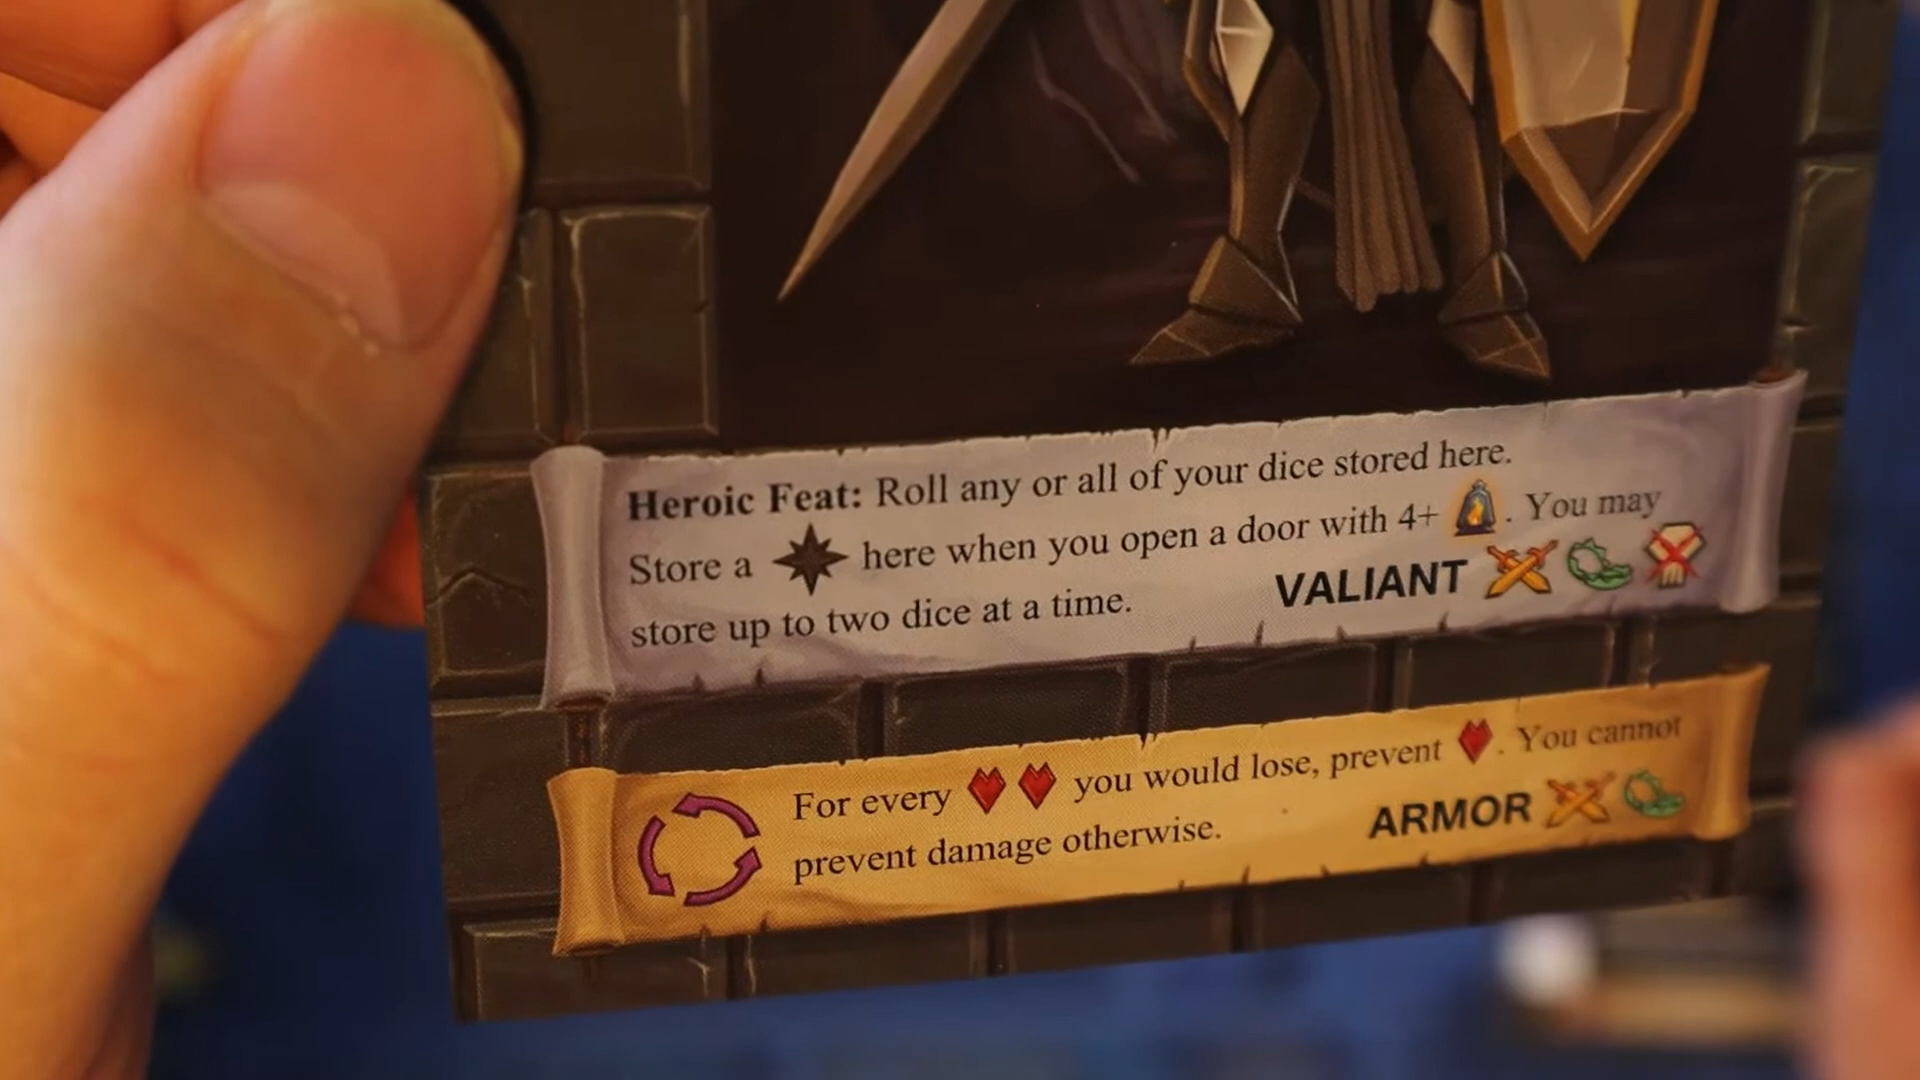 Heroic Feat: Roll any or all of your dice stored here.
Store a here when you open a door with 4+ . You may
store up to two dice at a time. VALIANT
For every you would lose, prevent . You cannot
prevent damage otherwise. ARMOR